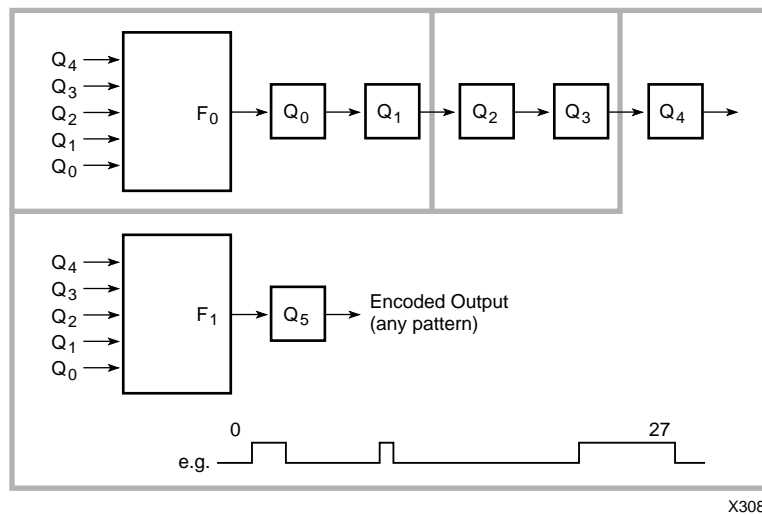 Q4
Q3
Q2
Q1
Q0
F0
Q0
Q1
Q2
Q3
Q4
Q4
Q3
Q2
Q1
Q0
F1
Q5
Encoded Output
(any pattern)
0
27
e.g.
X308